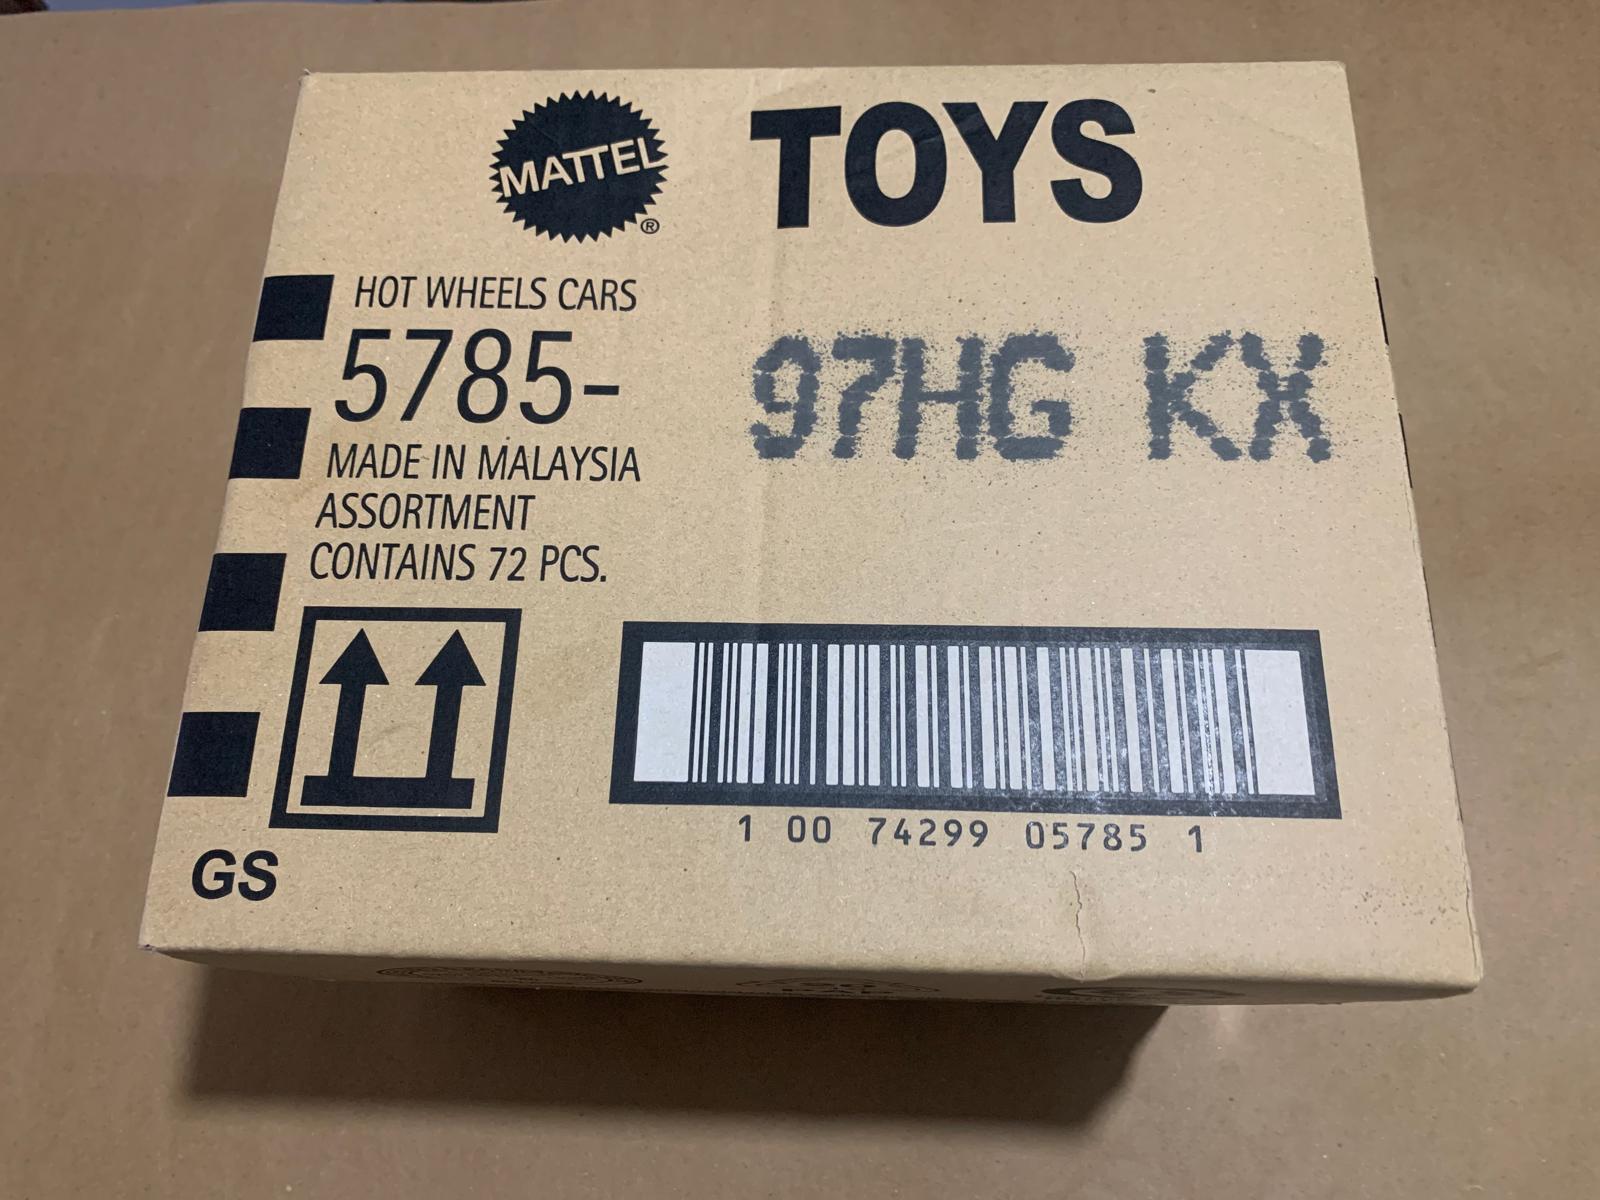 MATTEL
®
TOYS
HOT WHEELS CARS
5785-
97HG KX
MADE IN MALAYSIA
ASSORTMENT
CONTAINS 72 PCS.
1 00 74299 05785 1
GS